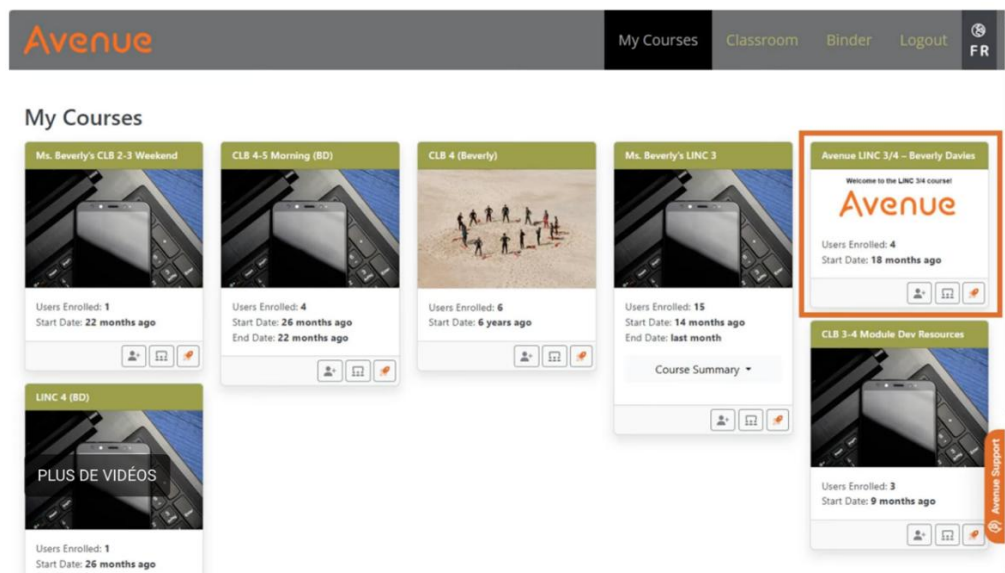 Avenue
My Courses
Classroom
Binder
Logout
FR
My Courses
Ms. Beverly's CLB 2-3 Weekend
Users Enrolled: 1
Start Date: 22 months ago
CLB 4-5 Morning (BD)
Users Enrolled: 4
Start Date: 26 months ago
End Date: 22 months ago
CLB 4 (Beverly)
Users Enrolled: 6
Start Date: 6 years ago
Ms. Beverly's LINC 3
Users Enrolled: 15
Start Date: 14 months ago
End Date: last month
Course Summary
Avenue LINC 3/4 – Beverly Davies
Welcome to the LINC 3/4 course!
Avenue
Users Enrolled: 4
Start Date: 18 months ago
LINC 4 (BD)
PLUS DE VIDÉOS
Users Enrolled: 1
Start Date: 26 months ago
CLB 3-4 Module Dev Resources
Users Enrolled: 3
Start Date: 9 months ago
Avenue Support